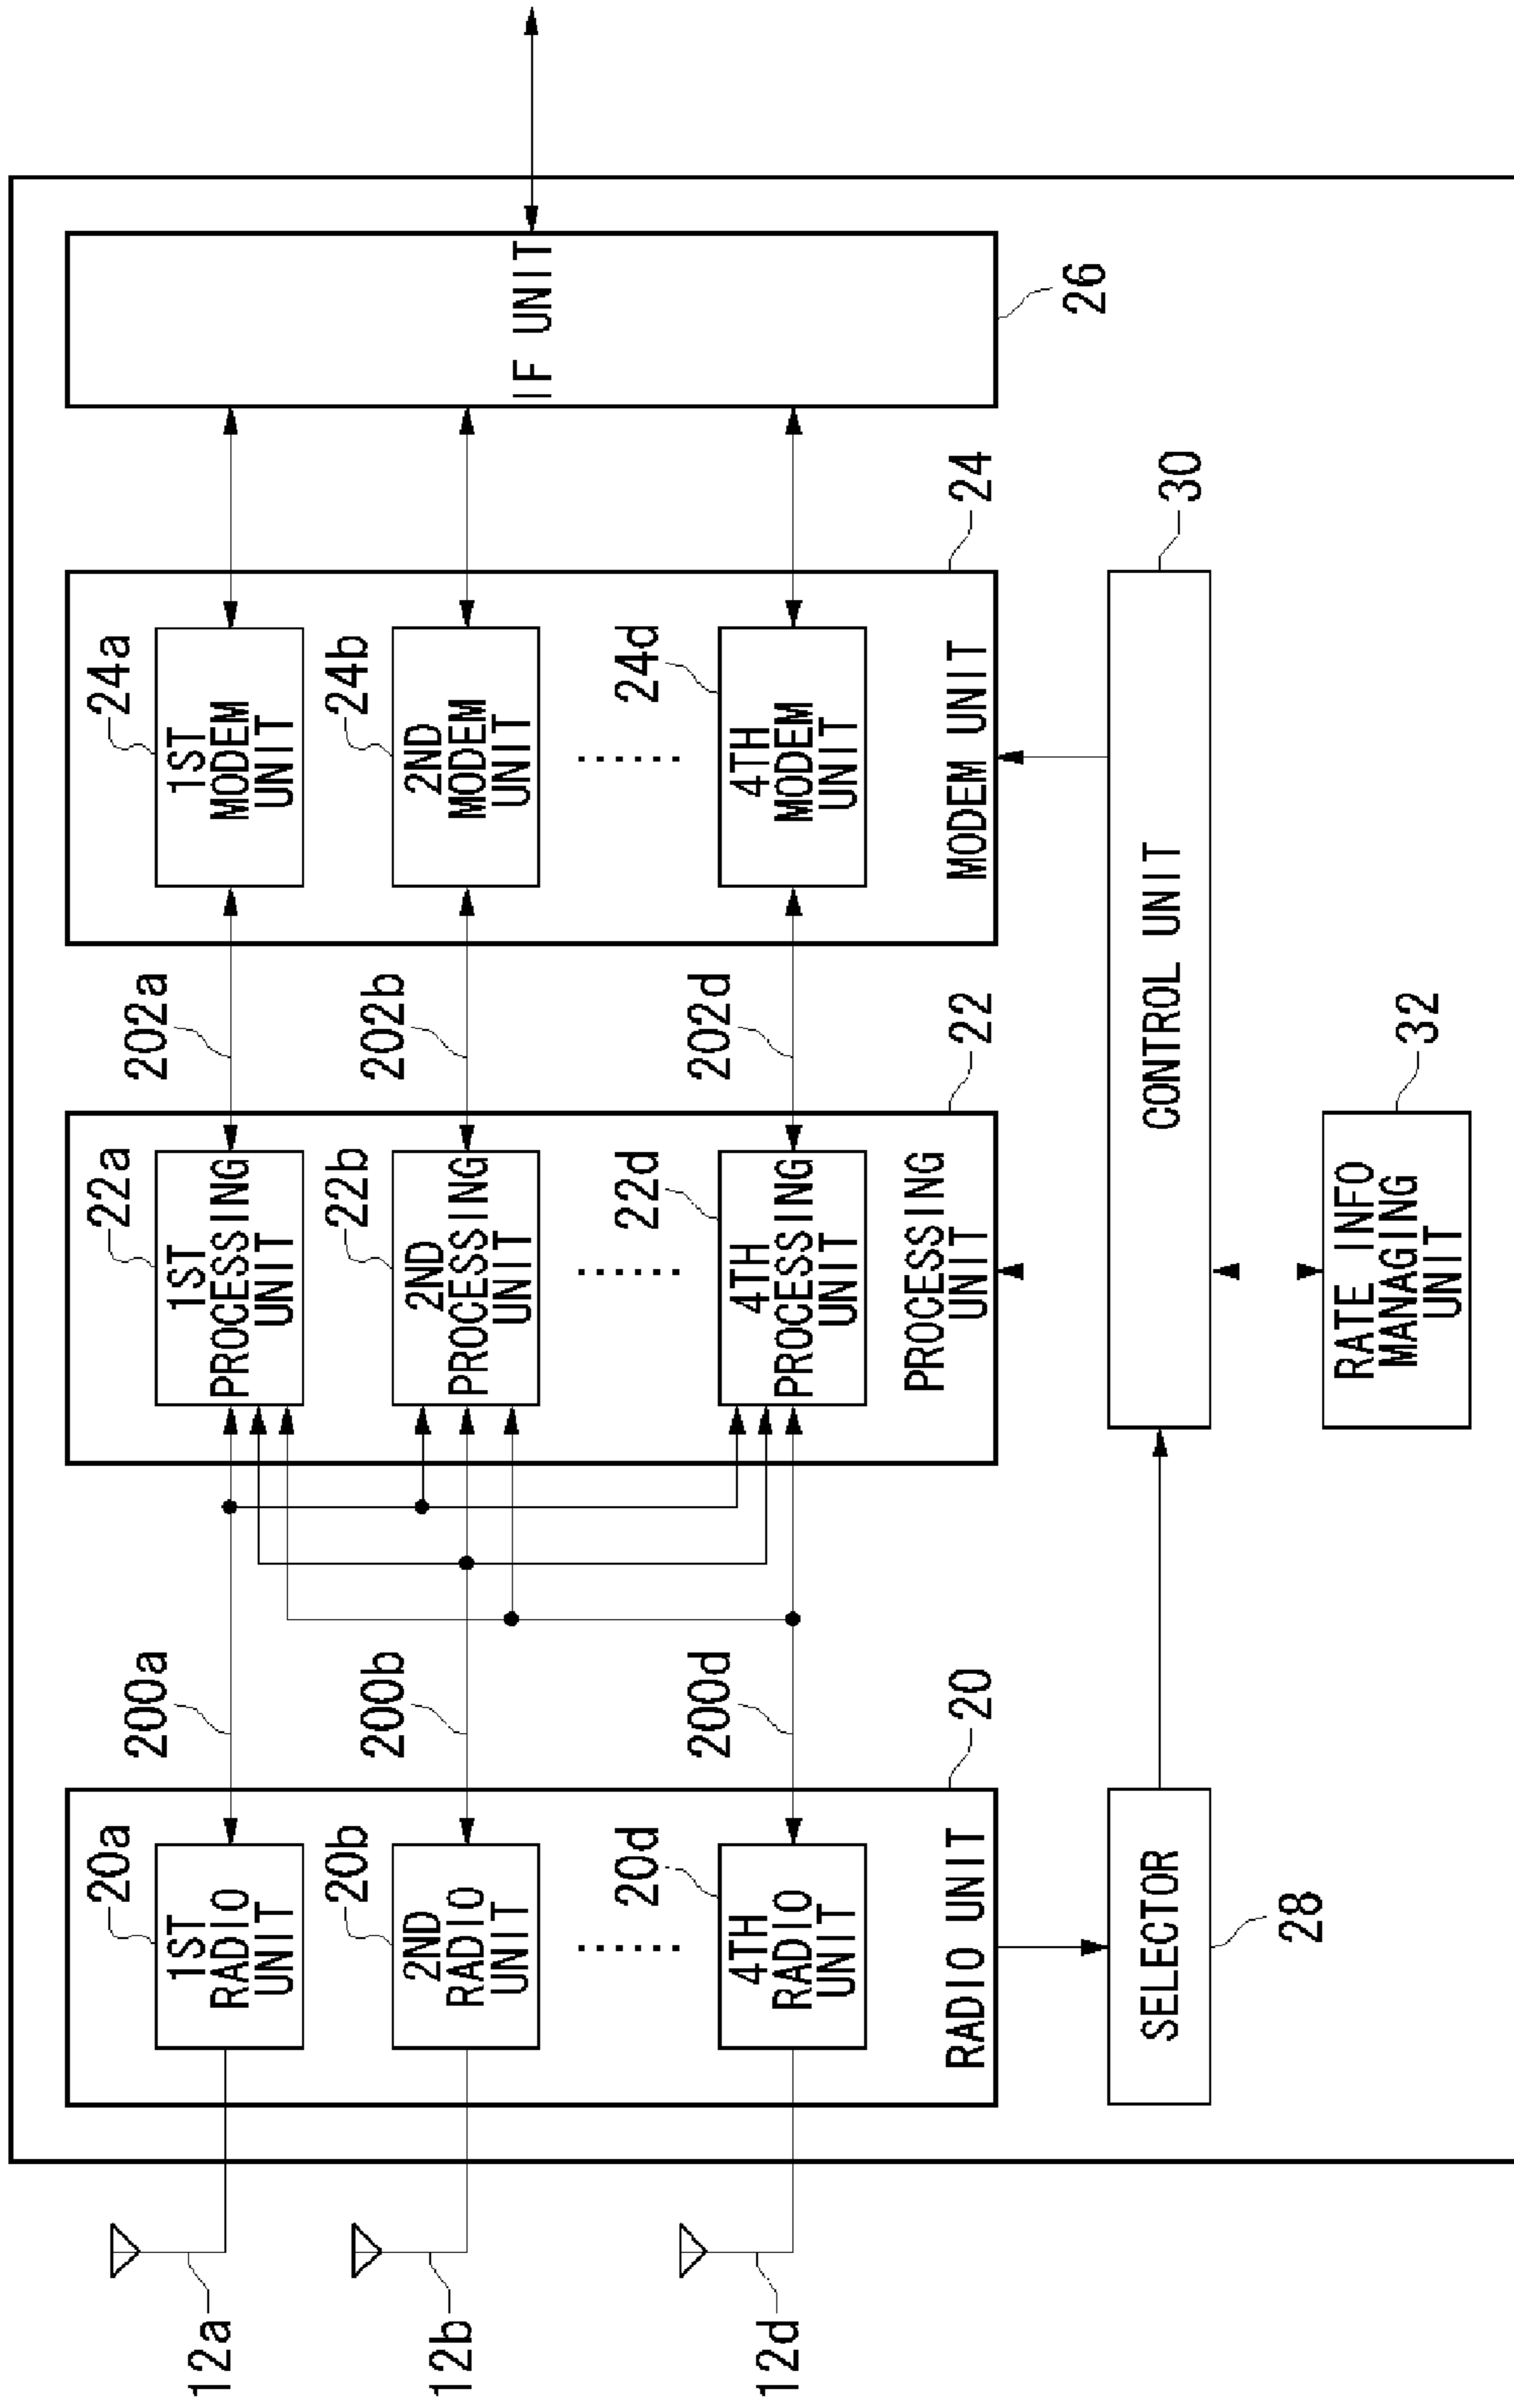 12a
12b
12d
20a
1ST
RADIO
UNIT
20b
2ND
RADIO
UNIT
......
20d
4TH
RADIO
UNIT
RADIO UNIT
20
200a
200b
200d
22a
1ST
PROCESSING
UNIT
22b
2ND
PROCESSING
UNIT
......
22d
4TH
PROCESSING
UNIT
PROCESSING
UNIT
22
202a
202b
202d
24a
1ST
MODEM
UNIT
24b
2ND
MODEM
UNIT
......
24d
4TH
MODEM
UNIT
MODEM UNIT
24
IF UNIT
26
SELECTOR
28
CONTROL UNIT
30
RATE INFO
MANAGING
UNIT
32